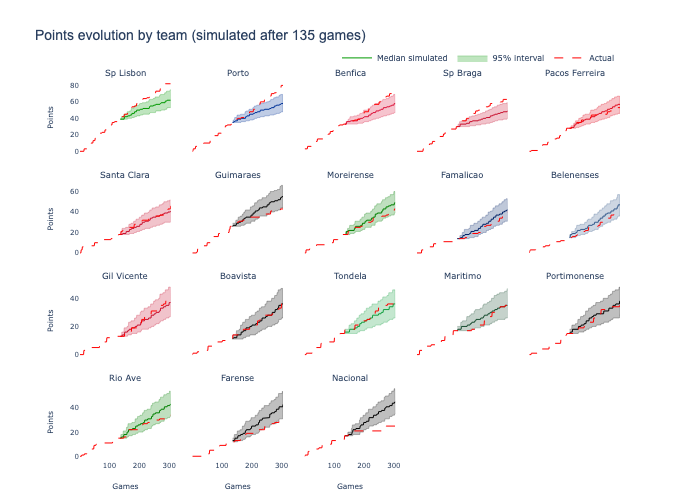 Points evolution by team (simulated after 135 games)
Median simulated 95% interval Actual
Sp Lisbon Porto Benfica Sp Braga Pacos Ferreira
80
60
40
20
0
Points
Santa Clara Guimaraes Moreirense Famalicao Belenenses
60
40
20
0
Points
Gil Vicente Boavista Tondela Maritimo Portimonense
40
20
0
Points
Rio Ave Farense Nacional
40
20
0
Points
100 200 300 100 200 300 100 200 300
Games Games Games